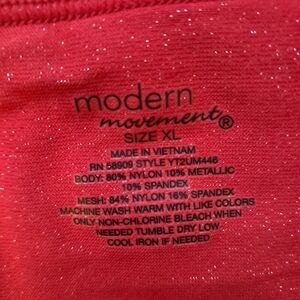 modern
movement®
SIZE XL
MADE IN VIETNAM
RN 58909 STYLE YT2UM446
BODY: 80% NYLON 10% METALLIC
10% SPANDEX
MESH: 84% NYLON 16% SPANDEX
MACHINE WASH WARM WITH LIKE COLORS
ONLY NON-CHLORINE BLEACH WHEN
NEEDED TUMBLE DRY LOW
COOL IRON IF NEEDED